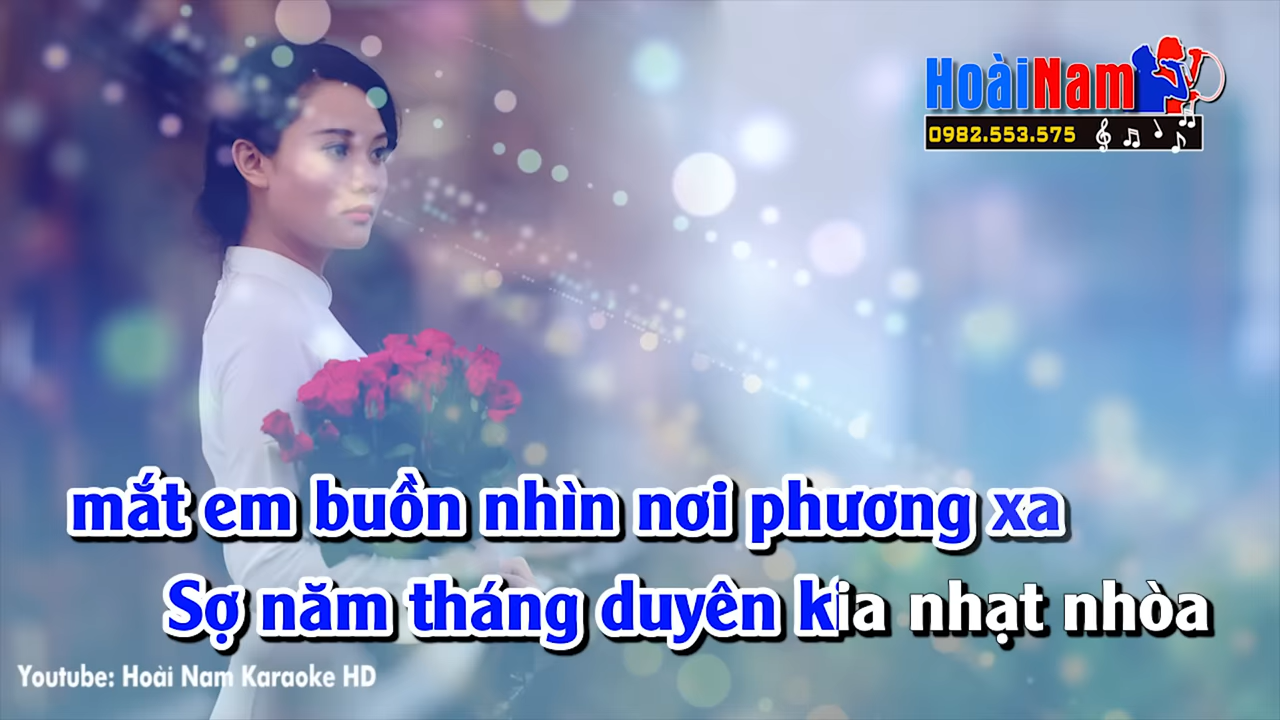 HoàiNam
0982.553.575
mắt em buồn nhìn nơi phương xa
Sợ năm tháng duyên kia nhạt nhòa
Youtube: Hoài Nam Karaoke HD